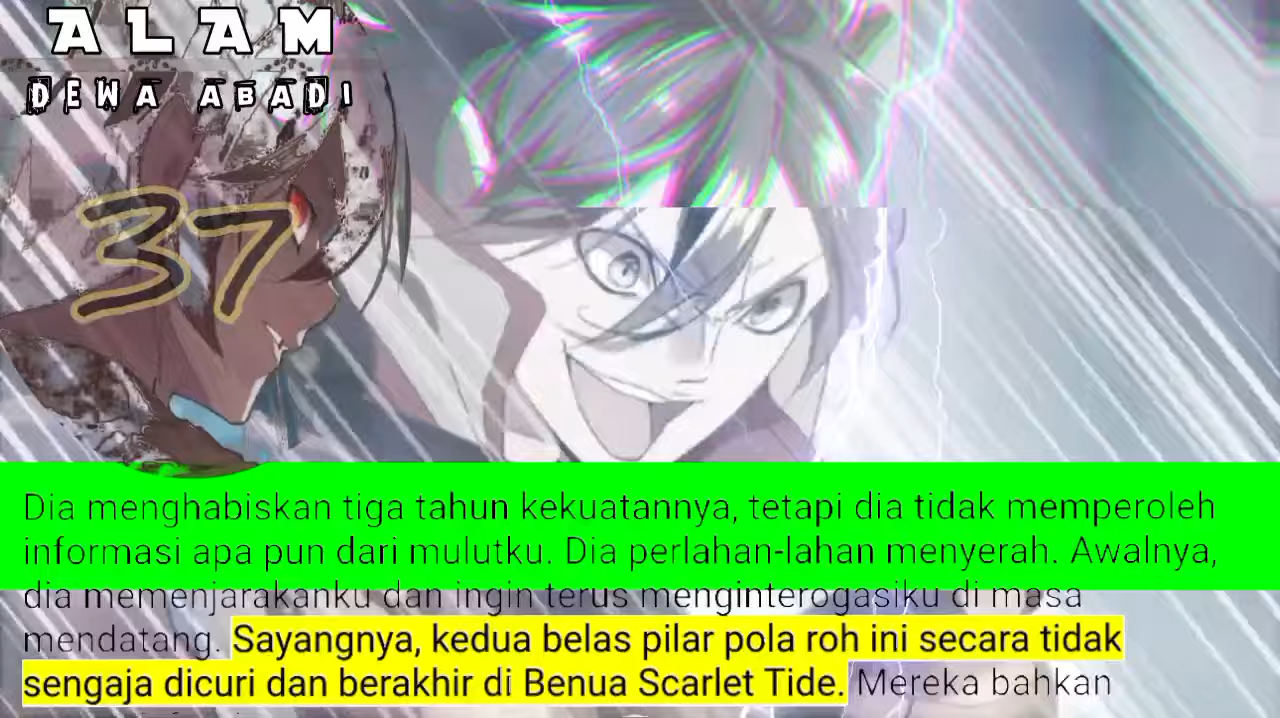 ALAM
DEWA ABADI
37
Dia menghabiskan tiga tahun kekuatannya, tetapi dia tidak memperoleh
informasi apa pun dari mulutku. Dia perlahan-lahan menyerah. Awalnya,
dia memenjarakanku dan ingin terus menginterogasiku di masa
mendatang. Sayangnya, kedua belas pilar pola roh ini secara tidak
sengaja dicuri dan berakhir di Benua Scarlet Tide. Mereka bahkan